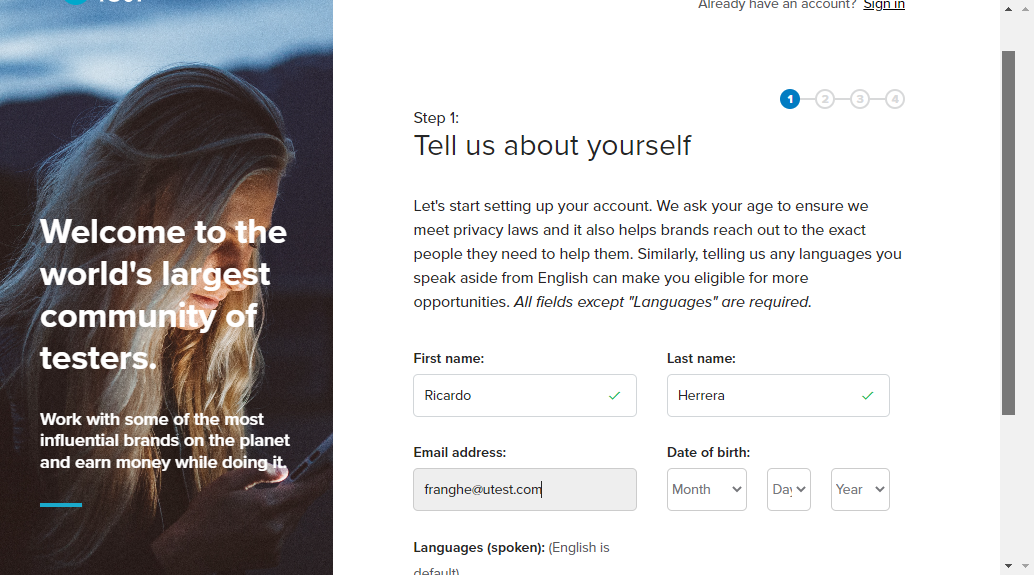 Already have an account? Sign in
1 2 3 4
Step 1:
Tell us about yourself
Let's start setting up your account. We ask your age to ensure we
meet privacy laws and it also helps brands reach out to the exact
people they need to help them. Similarly, telling us any languages you
speak aside from English can make you eligible for more
opportunities. All fields except "Languages" are required.
Welcome to the
world's largest
community of
testers.
Work with some of the most
influential brands on the planet
and earn money while doing it.
First name: Last name:
Ricardo Herrera
Email address: Date of birth:
franghe@utest.com Month Day Year
Languages (spoken): (English is
default)